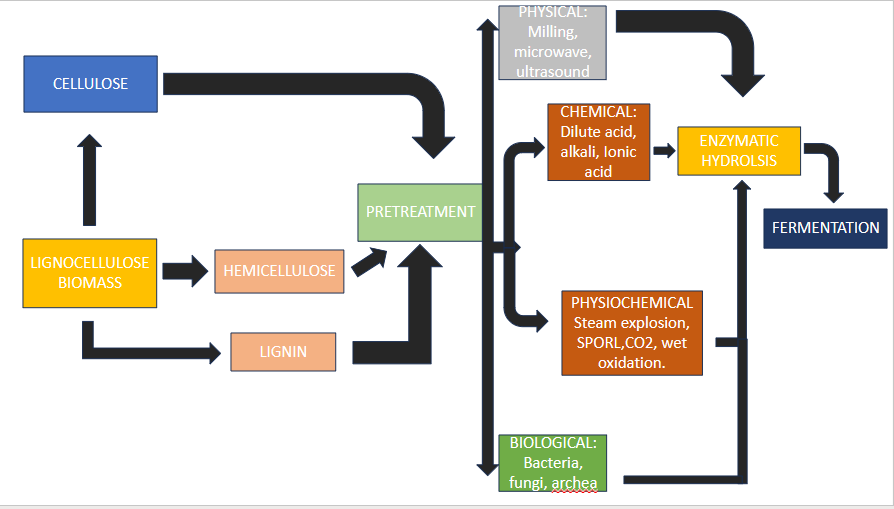 CELLULOSE
LIGNOCELLULOSE
BIOMASS
HEMICELLULOSE
LIGNIN
PRETREATMENT
PHYSICAL:
Milling,
microwave,
ultrasound
CHEMICAL:
Dilute acid,
alkali, Ionic
acid
PHYSIOCHEMICAL
Steam explosion,
SPORL,CO2, wet
oxidation.
BIOLOGICAL:
Bacteria,
fungi, archea
ENZYMATIC
HYDROLSIS
FERMENTATION